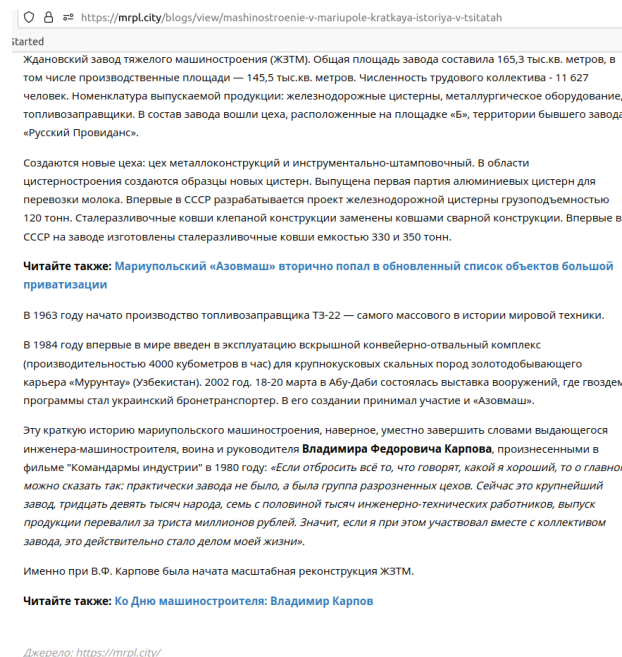 https://mrpl.city/blogs/view/mashinostroenie-v-mariupole-kratkaya-istoriya-v-tsitatah
Started
Ждановский завод тяжелого машиностроения (ЖЗТМ). Общая площадь завода составила 165,3 тыс.кв. метров, в
том числе производственные площади — 145,5 тыс.кв. метров. Численность трудового коллектива - 11 627
человек. Номенклатура выпускаемой продукции: железнодорожные цистерны, металлургическое оборудование,
топливозаправщики. В состав завода вошли цеха, расположенные на площадке «Б», территории бывшего завода
«Русский Провиданс».
Создаются новые цеха: цех металлоконструкций и инструментально-штамповочный. В области
цистерностроения создаются образцы новых цистерн. Выпущена первая партия алюминиевых цистерн для
перевозки молока. Впервые в СССР разрабатывается проект железнодорожной цистерны грузоподъемностью
120 тонн. Сталеразливочные ковши клепаной конструкции заменены ковшами сварной конструкции. Впервые в
СССР на заводе изготовлены сталеразливочные ковши емкостью 330 и 350 тонн.
Читайте также: Мариупольский «Азовмаш» вторично попал в обновленный список объектов большой
приватизации
В 1963 году начато производство топливозаправщика ТЗ-22 — самого массового в истории мировой техники.
В 1984 году впервые в мире введен в эксплуатацию вскрышной конвейерно-отвальный комплекс
(производительностью 4000 кубометров в час) для крупнокусковых скальных пород золотодобывающего
карьера «Мурунтау» (Узбекистан). 2002 год. 18-20 марта в Абу-Даби состоялась выставка вооружений, где гвоздем
программы стал украинский бронетранспортер. В его создании принимал участие и «Азовмаш».
Эту краткую историю мариупольского машиностроения, наверное, уместно завершить словами выдающегося
инженера-машиностроителя, воина и руководителя Владимира Федоровича Карпова, произнесенными в
фильме "Командармы индустрии" в 1980 году: «Если отбросить всё то, что говорят, какой я хороший, то о главном
можно сказать так: практически завода не было, а была группа разрозненных цехов. Сейчас это крупнейший
завод, тридцать девять тысяч народа, семь с половиной тысяч инженерно-технических работников, выпуск
продукции перевалил за триста миллионов рублей. Значит, если я при этом участвовал вместе с коллективом
завода, это действительно стало делом моей жизни».
Именно при В.Ф. Карпове была начата масштабная реконструкция ЖЗТМ.
Читайте также: Ко Дню машиностроителя: Владимир Карпов
Джерело: https://mrpl.city/